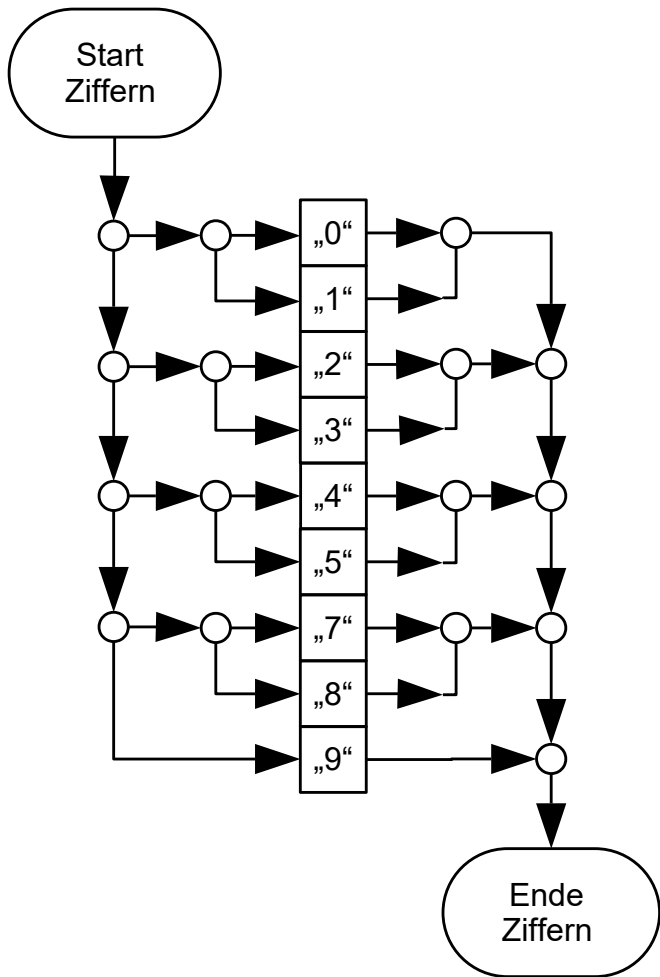 Start
Ziffern
„0“
„1“
„2“
„3“
„4“
„5“
„7“
„8“
„9“
Ende
Ziffern